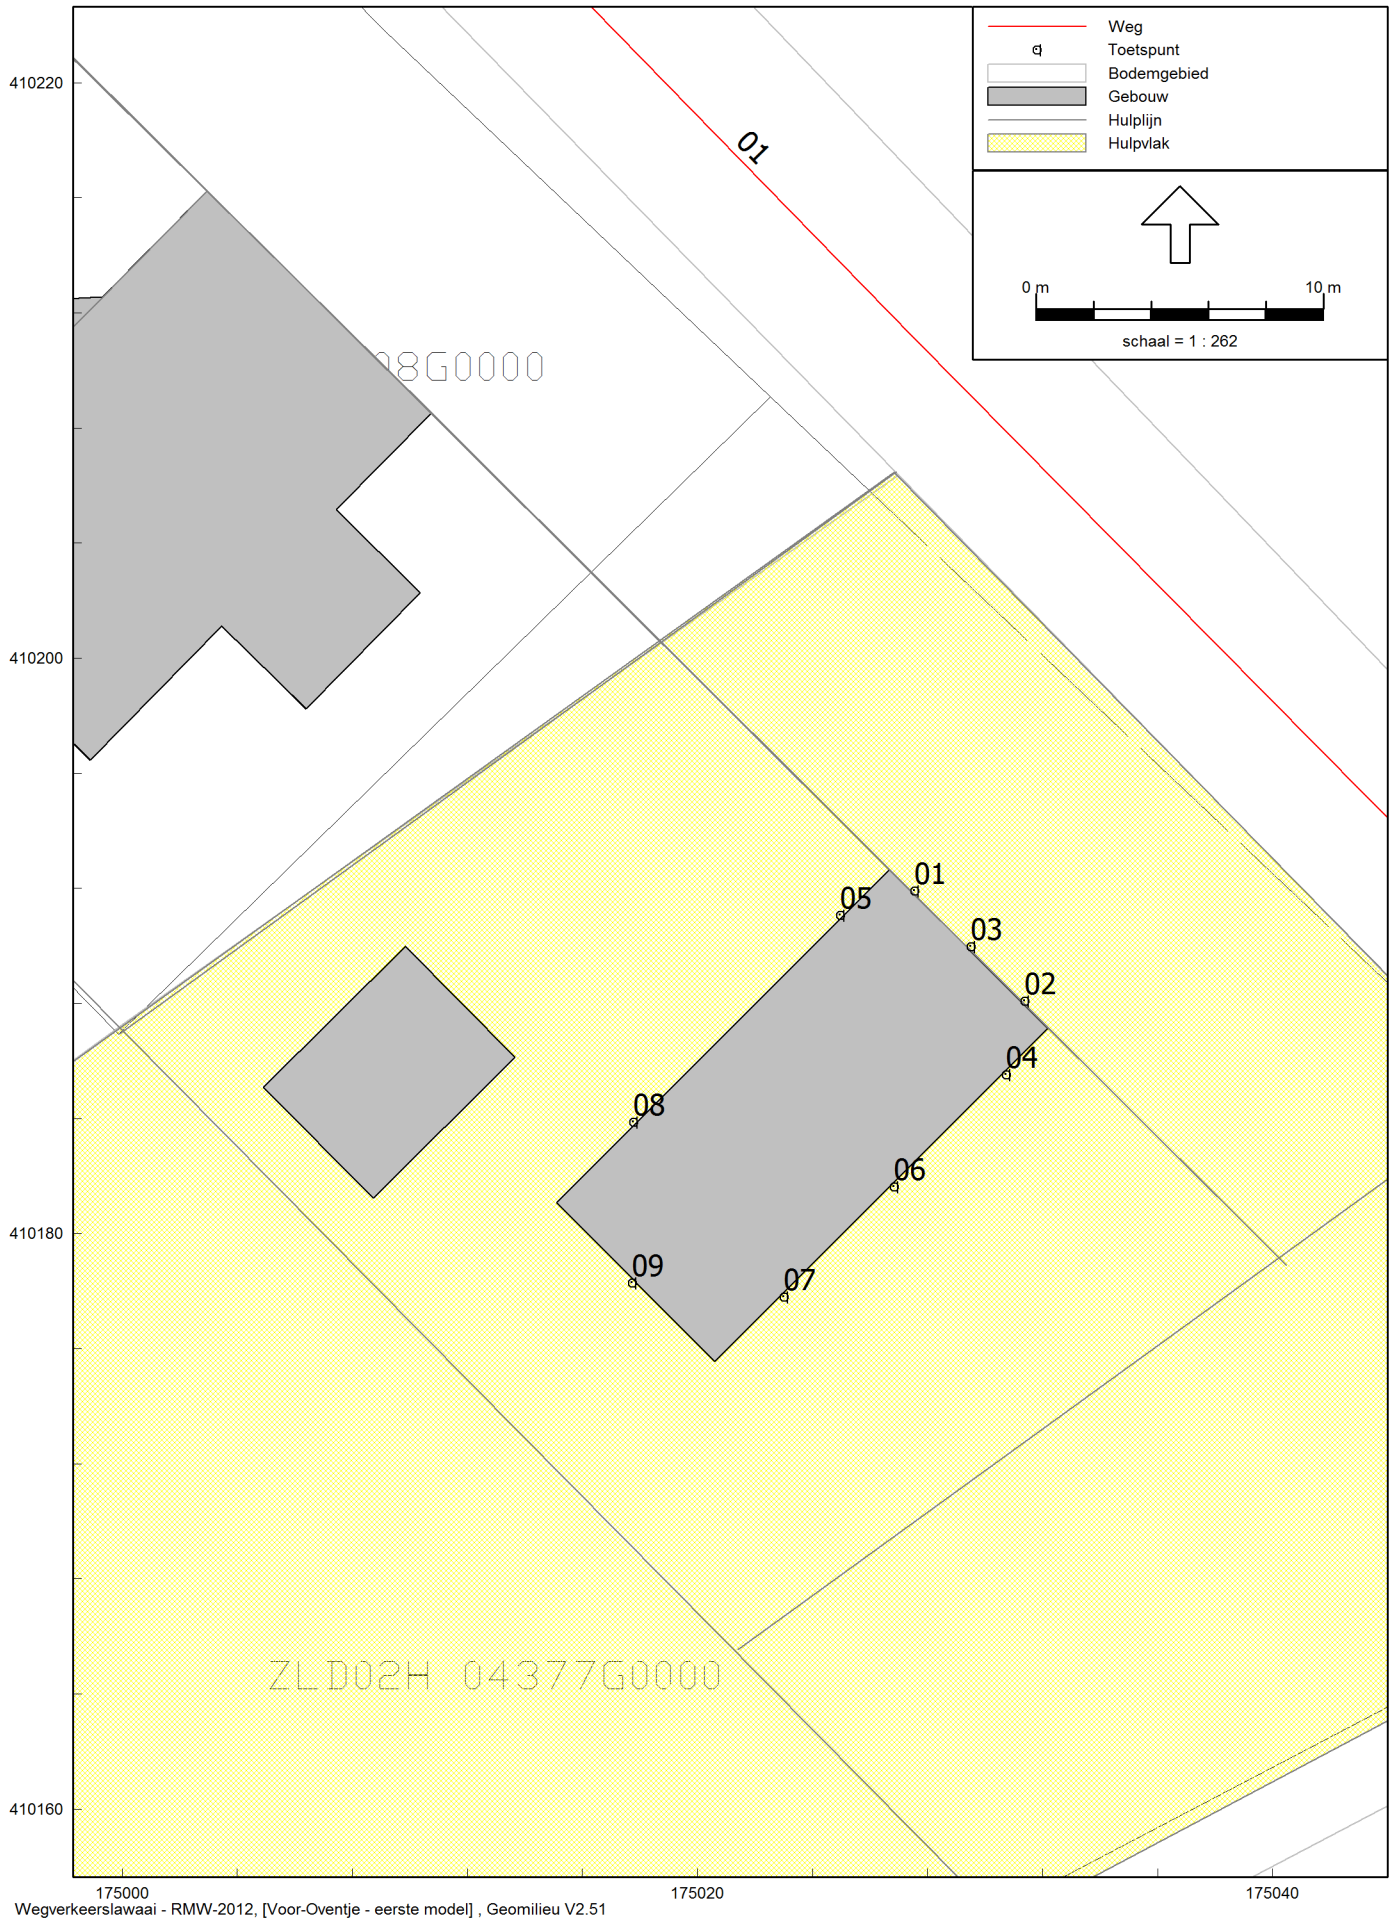 Weg
Toetspunt
Bodemgebied
Gebouw
Hulplijn
Hulpvlak
0 m 10 m
schaal = 1 : 262
410220
01
8G0000
410200
01
05
03
02
04
08
06
410180
09
07
ZLD02H 04377G0000
410160
175000 175020 175040
Wegverkeerslawaai - RMW-2012, [Voor-Oventje - eerste model] , Geomilieu V2.51